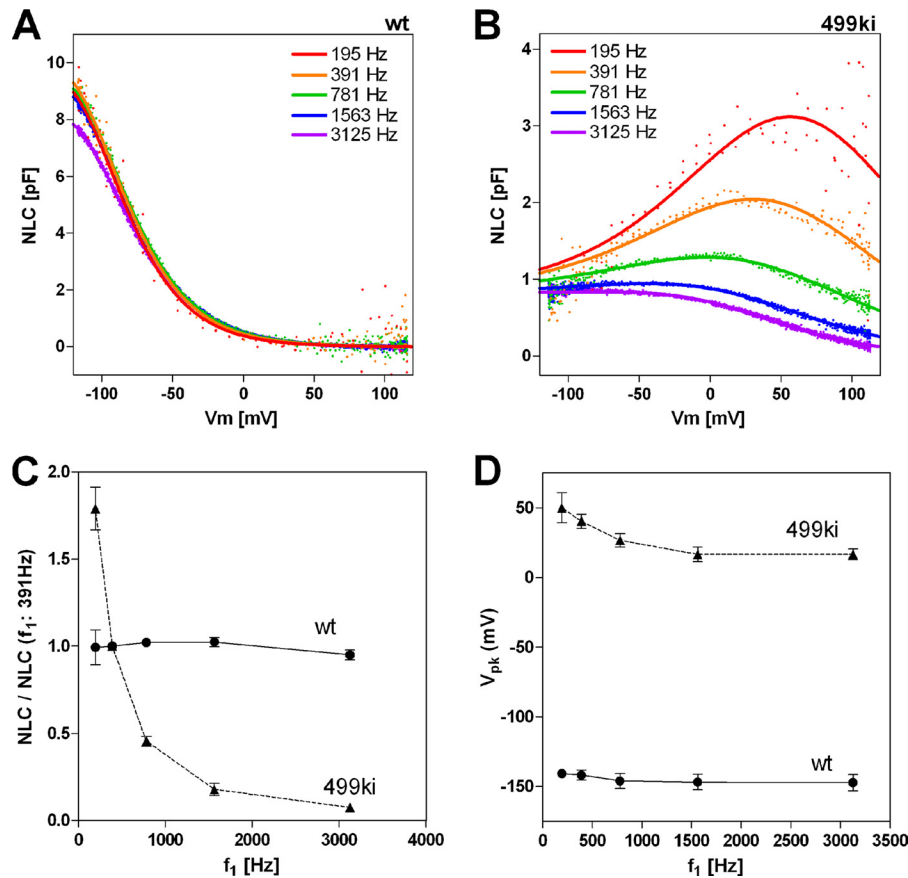 A
wt
195 Hz
391 Hz
781 Hz
1563 Hz
3125 Hz
NLC [pF]
10
8
6
4
2
0
-100
-50
0
50
100
Vm [mV]
B
499ki
195 Hz
391 Hz
781 Hz
1563 Hz
3125 Hz
NLC [pF]
4
3
2
1
0
-100
-50
0
50
100
Vm [mV]
C
NLC / NLC (f₁: 391Hz)
2.0
1.5
1.0
0.5
0.0
wt
499ki
0
1000
2000
3000
4000
f₁ [Hz]
D
V_pk (mV)
50
0
-50
-100
-150
499ki
wt
0
500
1000
1500
2000
2500
3000
3500
f₁ [Hz]